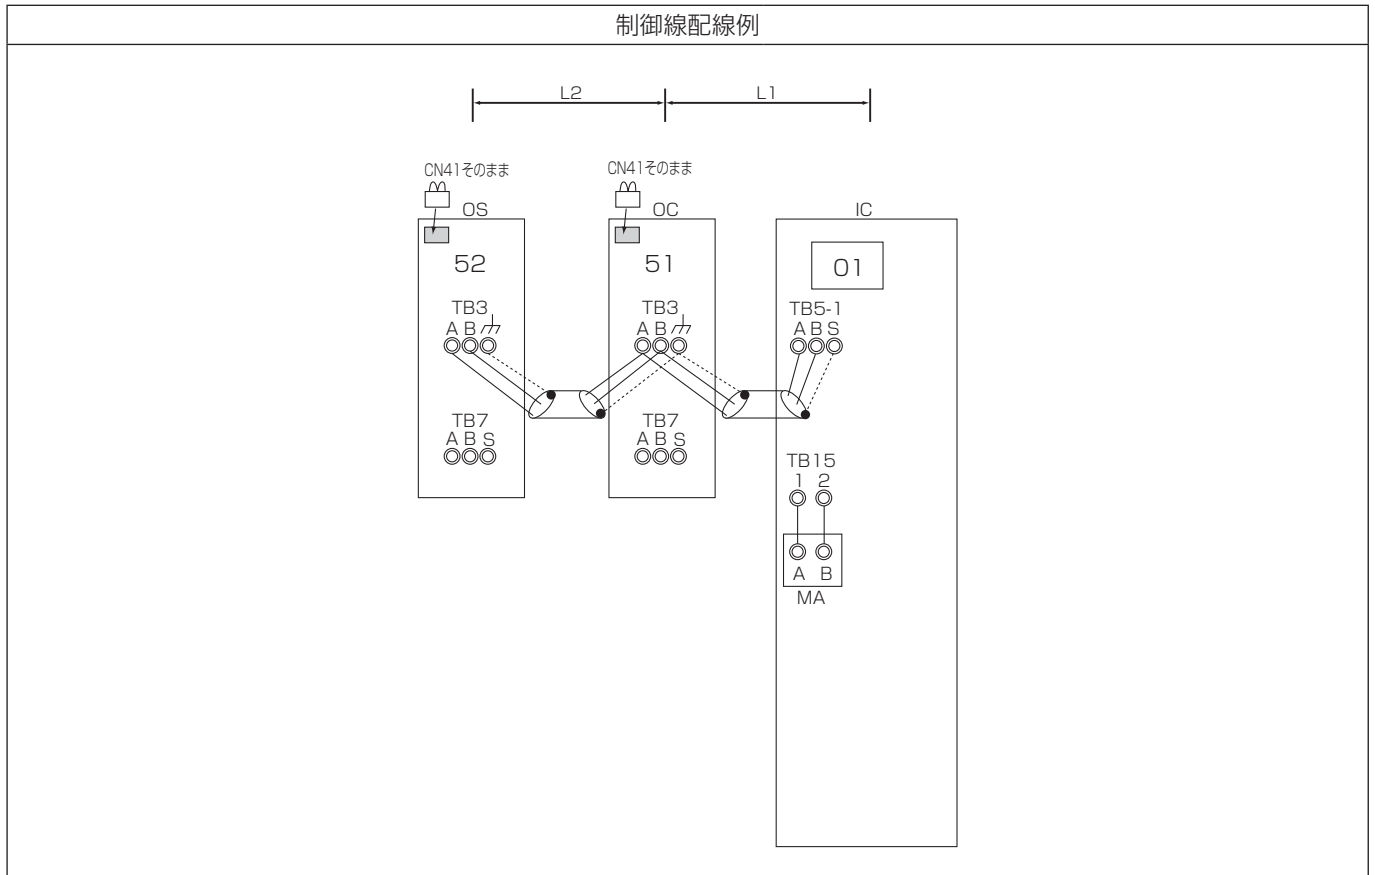 制御線配線例
L2 L1
CN41そのまま CN41そのまま
OS OC IC
52 51 01
TB3 TB3 TB5-1
A B A B A B S
TB7 TB7
A B S A B S
TB15
1 2
A B
MA